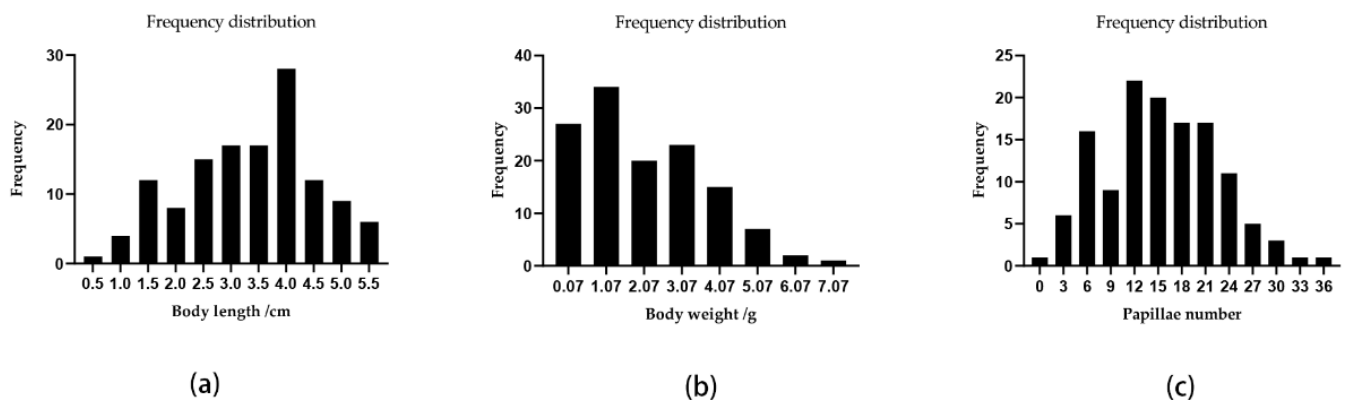 Frequency distribution
30
20
10
0
Frequency
0.5 1.0 1.5 2.0 2.5 3.0 3.5 4.0 4.5 5.0 5.5
Body length /cm
(a)
Frequency distribution
40
30
20
10
0
Frequency
0.07 1.07 2.07 3.07 4.07 5.07 6.07 7.07
Body weight /g
(b)
Frequency distribution
25
20
15
10
5
0
Frequency
0 3 6 9 12 15 18 21 24 27 30 33 36
Papillae number
(c)